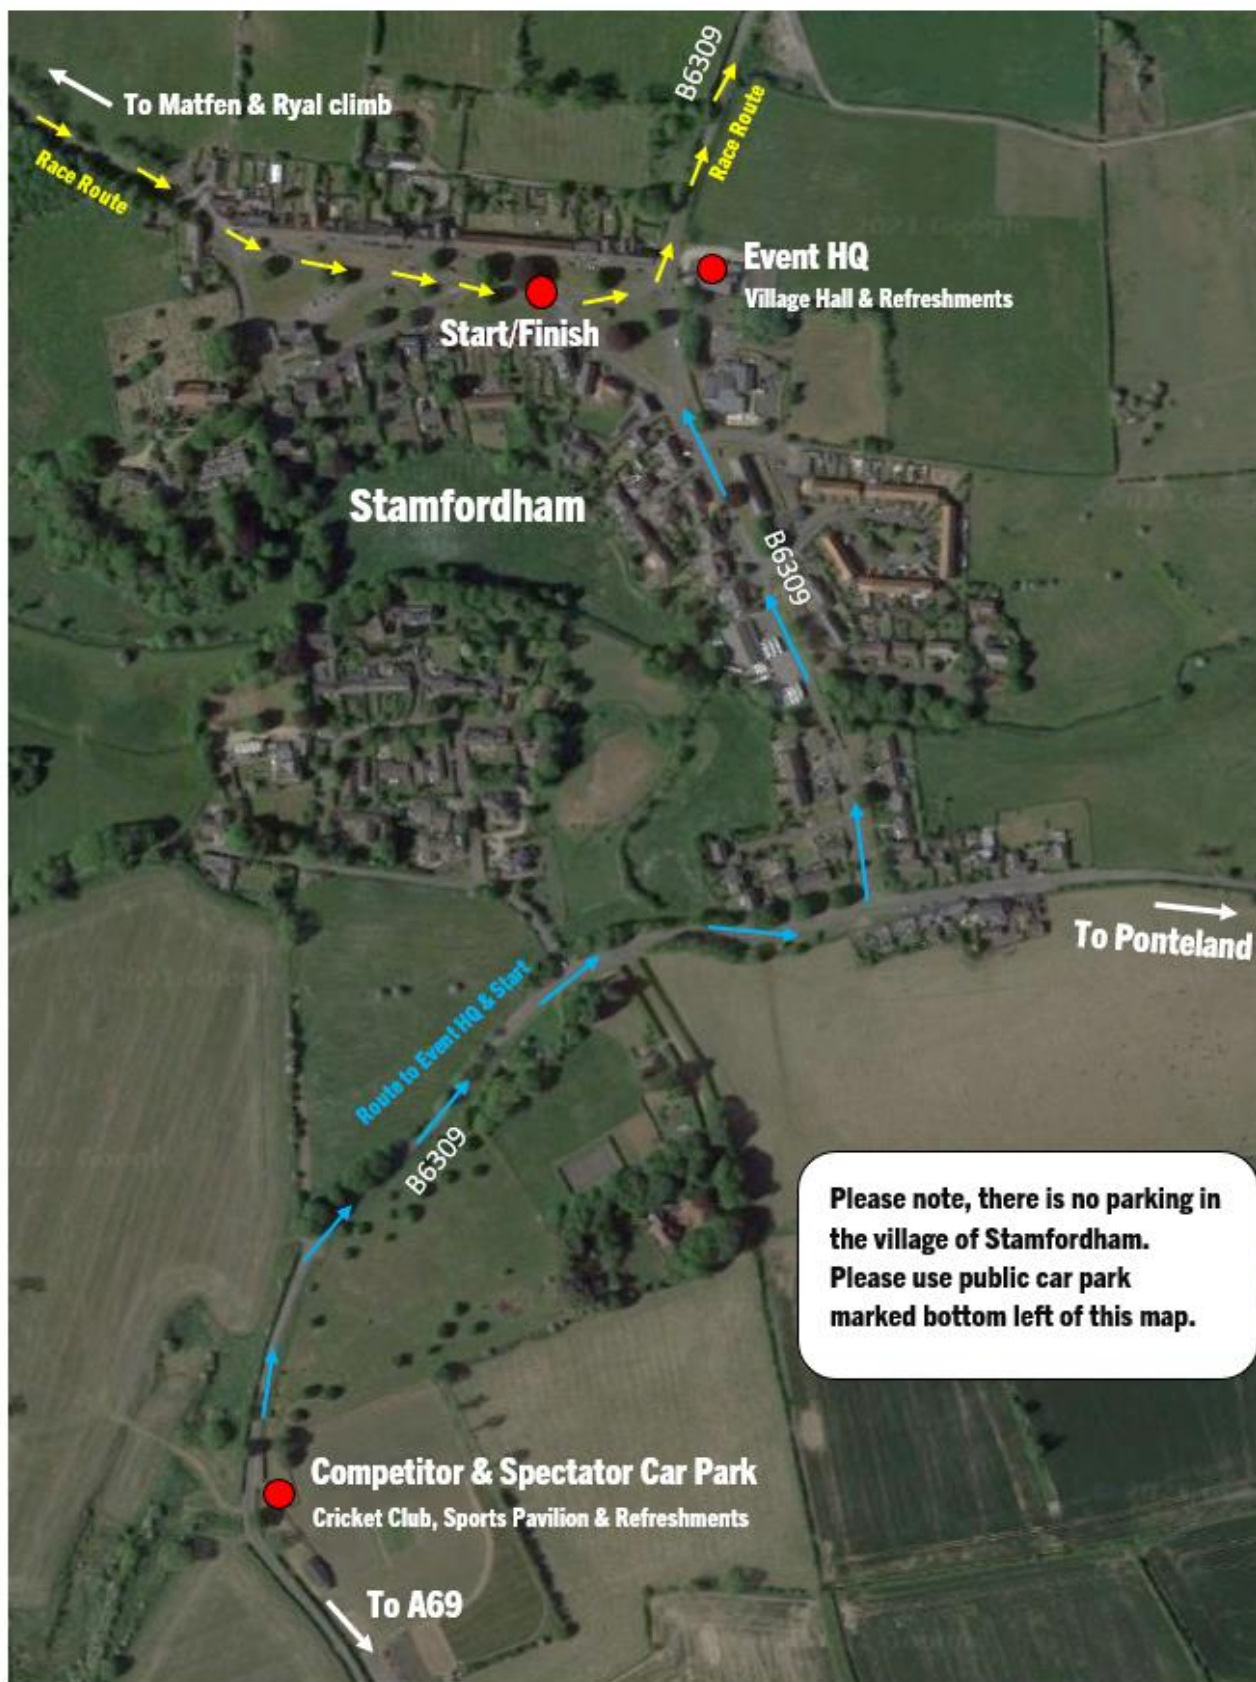 B6309
To Matfen & Ryal climb
Race Route
Race Route
Event HQ
Village Hall & Refreshments
Start/Finish
Stamfordham
B6309
To Ponteland
Route to Event HQ & Start
B6309
Please note, there is no parking in
the village of Stamfordham.
Please use public car park
marked bottom left of this map.
Competitor & Spectator Car Park
Cricket Club, Sports Pavilion & Refreshments
To A69